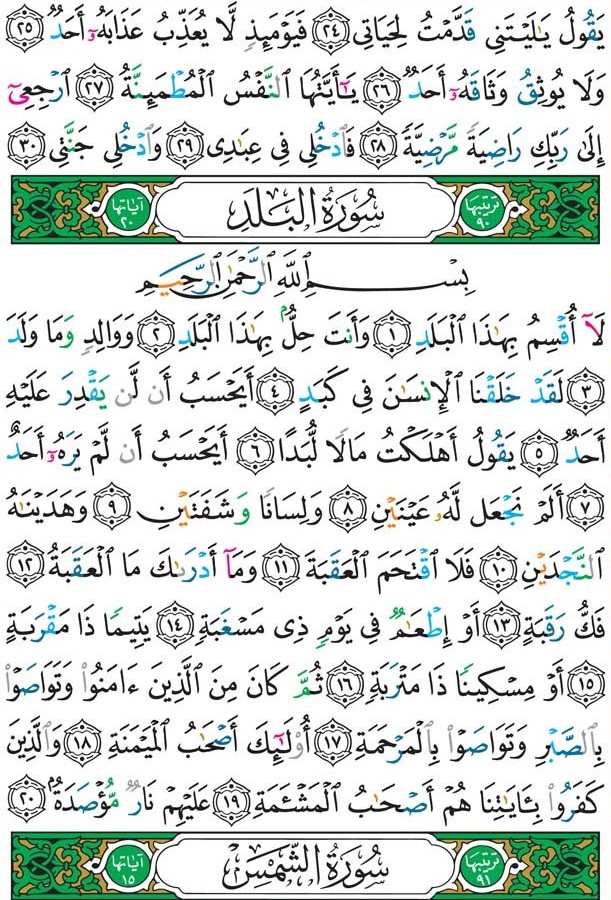 يَقُولُ يَٰلَيْتَنِي قَدَّمْتُ لِحَيَاتِي ٢٤ فَيَوْمَئِذٍ لَّا يُعَذِّبُ عَذَابَهُۥٓ أَحَدٌ ٢٥
وَلَا يُوثِقُ وَثَاقَهُۥٓ أَحَدٌ ٢٦ يَٰٓأَيَّتُهَا ٱلنَّفْسُ ٱلْمُطْمَئِنَّةُ ٢٧ ٱرْجِعِيٓ
إِلَىٰ رَبِّكِ رَاضِيَةً مَّرْضِيَّةً ٢٨ فَٱدْخُلِي فِي عِبَٰدِي ٢٩ وَٱدْخُلِي جَنَّتِي ٣٠
ترتيبها ٩٠ سُورَةُ البَلَدِ آياتها ٢٠
بِسْمِ ٱللَّهِ ٱلرَّحْمَٰنِ ٱلرَّحِيمِ
لَآ أُقْسِمُ بِهَٰذَا ٱلْبَلَدِ ١ وَأَنتَ حِلٌّۢ بِهَٰذَا ٱلْبَلَدِ ٢ وَوَالِدٍ وَمَا وَلَدَ
٣ لَقَدْ خَلَقْنَا ٱلْإِنسَٰنَ فِي كَبَدٍ ٤ أَيَحْسَبُ أَن لَّن يَقْدِرَ عَلَيْهِ
أَحَدٌ ٥ يَقُولُ أَهْلَكْتُ مَالًا لُّبَدًا ٦ أَيَحْسَبُ أَن لَّمْ يَرَهُۥٓ أَحَدٌ
٧ أَلَمْ نَجْعَل لَّهُۥ عَيْنَيْنِ ٨ وَلِسَانًا وَشَفَتَيْنِ ٩ وَهَدَيْنَٰهُ
ٱلنَّجْدَيْنِ ١٠ فَلَا ٱقْتَحَمَ ٱلْعَقَبَةَ ١١ وَمَآ أَدْرَىٰكَ مَا ٱلْعَقَبَةُ ١٢
فَكُّ رَقَبَةٍ ١٣ أَوْ إِطْعَٰمٌ فِي يَوْمٍ ذِي مَسْغَبَةٍ ١٤ يَتِيمًا ذَا مَقْرَبَةٍ
١٥ أَوْ مِسْكِينًا ذَا مَتْرَبَةٍ ١٦ ثُمَّ كَانَ مِنَ ٱلَّذِينَ ءَامَنُوا۟ وَتَوَاصَوْا۟
بِٱلصَّبْرِ وَتَوَاصَوْا۟ بِٱلْمَرْحَمَةِ ١٧ أُو۟لَٰٓئِكَ أَصْحَٰبُ ٱلْمَيْمَنَةِ ١٨ وَٱلَّذِينَ
كَفَرُوا۟ بِـَٔايَٰتِنَا هُمْ أَصْحَٰبُ ٱلْمَشْـَٔمَةِ ١٩ عَلَيْهِمْ نَارٌ مُّؤْصَدَةٌۢ ٢٠
ترتيبها ٩١ سُورَةُ الشَّمْسِ آياتها ١٥